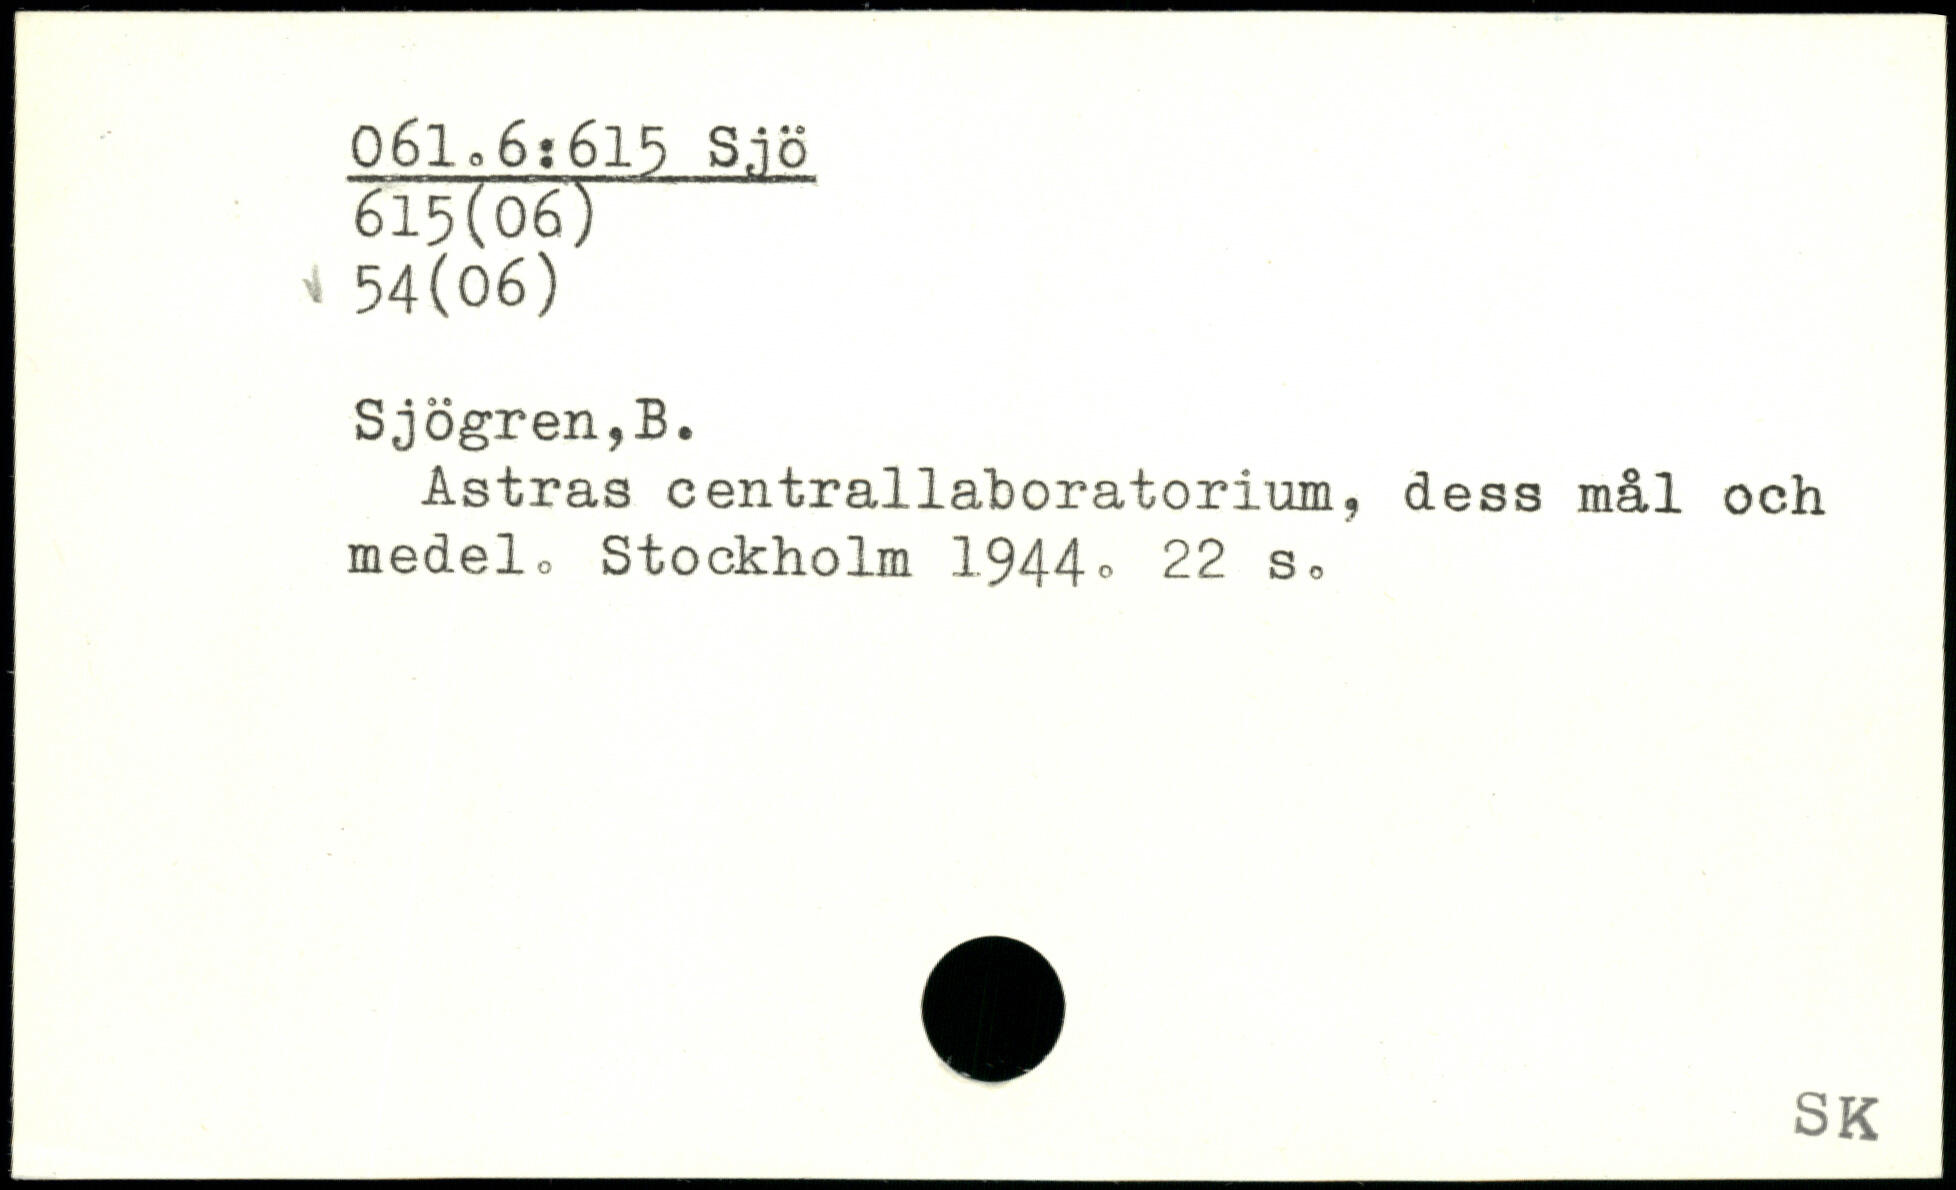 061.6:615 Sjö
615(06)
54(06)
Sjögren,B.
Astras centrallaboratorium, dess mål och
medel. Stockholm 1944. 22 s.
SK